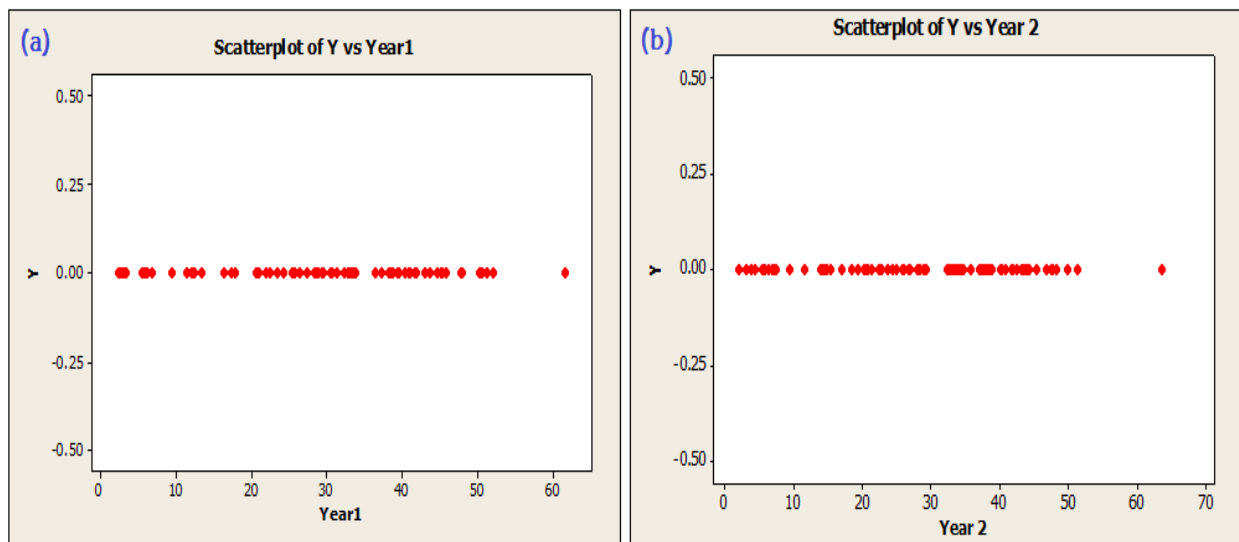 (a)
Scatterplot of Y vs Year1
0.50
0.25
0.00
-0.25
-0.50
Y
0 10 20 30 40 50 60
Year1
(b)
Scatterplot of Y vs Year 2
0.50
0.25
0.00
-0.25
-0.50
Y
0 10 20 30 40 50 60 70
Year 2